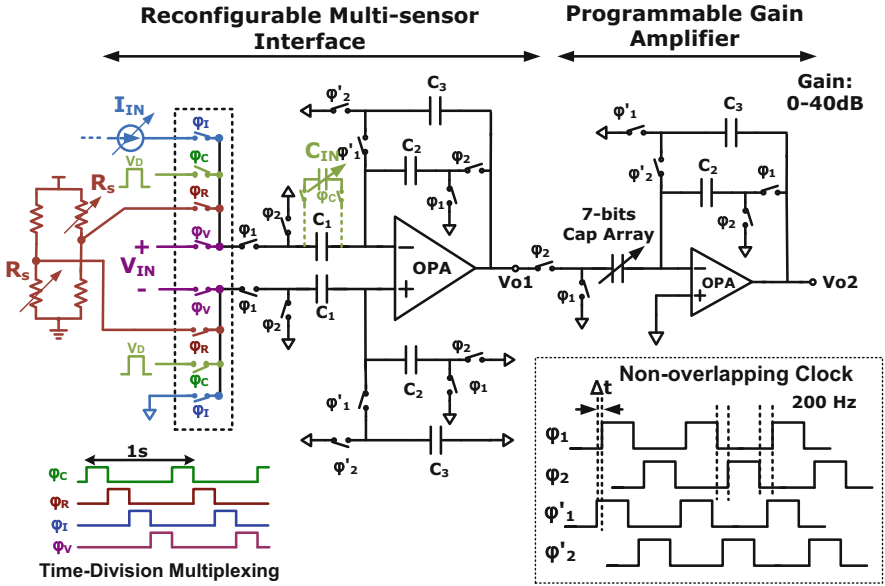 Reconfigurable Multi-sensor
Interface
Programmable Gain
Amplifier
Gain:
0-40dB
I_IN
φ_I
φ_C
V_D
φ_R
R_s
φ_V
+
V_IN
-
R_s
φ_V
φ_R
V_D
φ_C
φ_I
φ_1
φ_2
C_1
C_IN
φ_C
φ'_2
φ'_1
C_3
C_2
φ_2
φ_1
φ_1
φ_2
C_1
−
+
OPA
Vo1
C_2
φ_2
φ_1
φ'_1
φ'_2
C_3
φ_2
φ_1
7-bits
Cap Array
φ'_1
φ'_2
C_3
C_2
φ_1
φ_2
−
+
OPA
Vo2
1s
φ_C
φ_R
φ_I
φ_V
Time-Division Multiplexing
Non-overlapping Clock
Δt
200 Hz
φ_1
φ_2
φ'_1
φ'_2